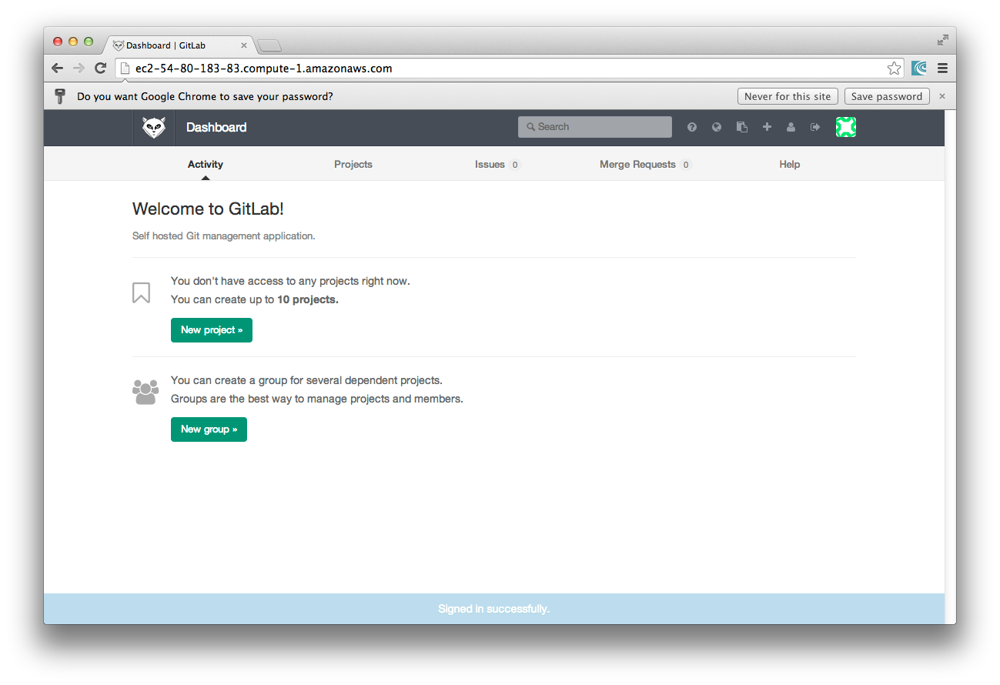 Dashboard | GitLab
ec2-54-80-183-83.compute-1.amazonaws.com
Do you want Google Chrome to save your password? Never for this site Save password
Dashboard Search
Activity Projects Issues 0 Merge Requests 0 Help
Welcome to GitLab!
Self hosted Git management application.
You don't have access to any projects right now.
You can create up to 10 projects.
New project »
You can create a group for several dependent projects.
Groups are the best way to manage projects and members.
New group »
Signed in successfully.